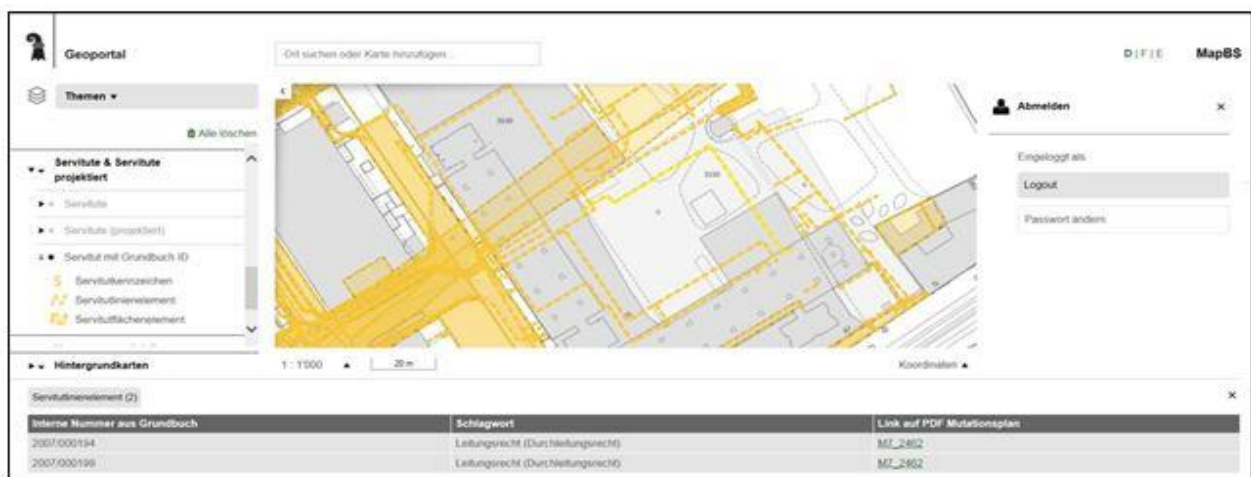 Geoportal
Ort suchen oder Karte hinzufügen...
D | F | E
MapBS
Themen
Alle löschen
Abmelden
Servitute & Servitute
projektiert
Servitute
Servitute (projektiert)
Servitut mit Grundbuch ID
S Servitutkennzeichen
Servitutlinienelement
Servitutflächenelement
Eingeloggt als
Logout
Passwort ändern
Hintergrundkarten
1 : 1'000
20 m
Koordinaten
Servitutlinienelement (2)
Interne Nummer aus Grundbuch
Schlagwort
Link auf PDF Mutationsplan
2007/000194
Leitungsrecht (Durchleitungsrecht)
M7_2462
2007/000199
Leitungsrecht (Durchleitungsrecht)
M7_2462